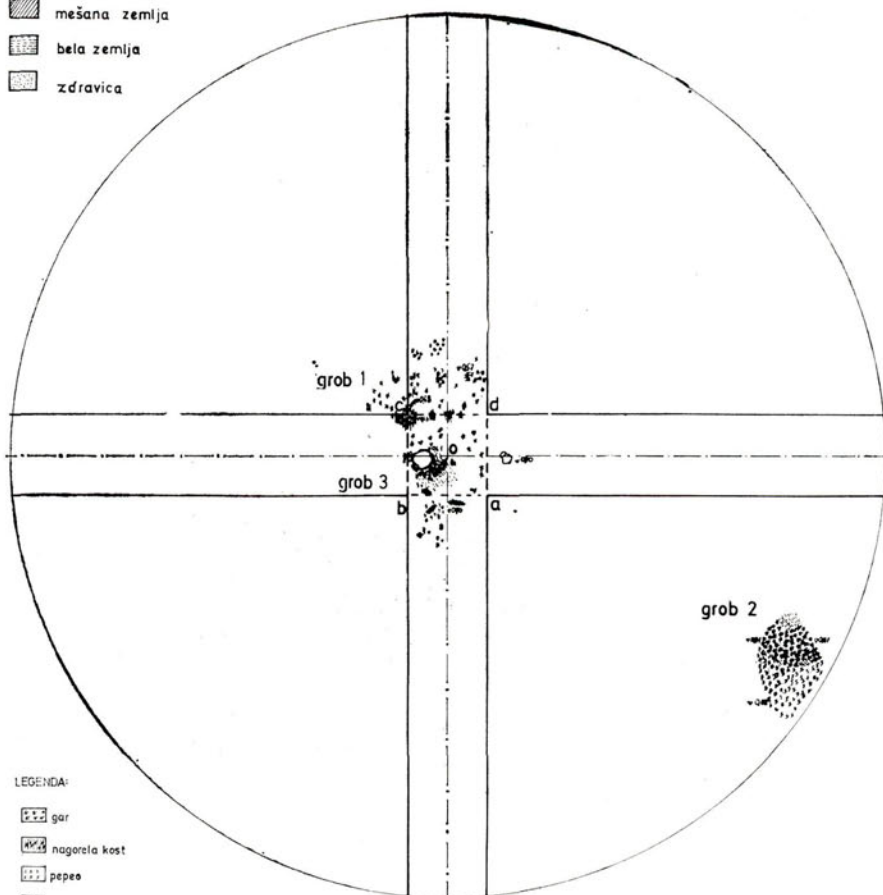 mešana zemlja
bela zemlja
zdravica
grob 1
c
d
o
grob 3
b
a
grob 2
LEGENDA:
gar
nagorela kost
pepeo